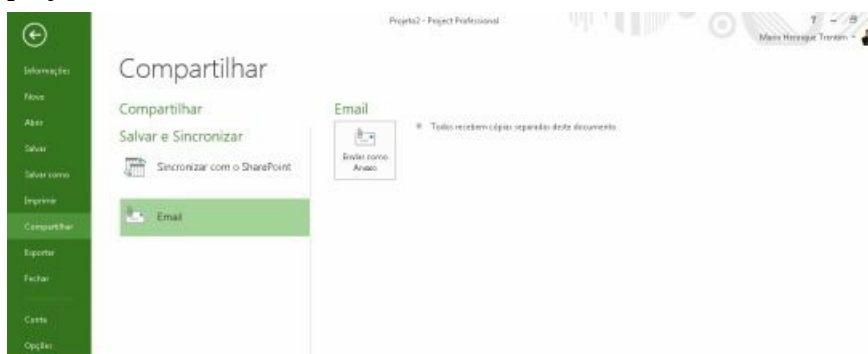 Projeto2 - Project Professional
Mario Henrique Trentim
Informações
Novo
Abrir
Salvar
Salvar como
Imprimir
Compartilhar
Exportar
Fechar
Conta
Opções
Compartilhar
Compartilhar
Salvar e Sincronizar
Sincronizar com o SharePoint
Email
Email
Enviar como
Anexo
Todos recebem cópias separadas deste documento